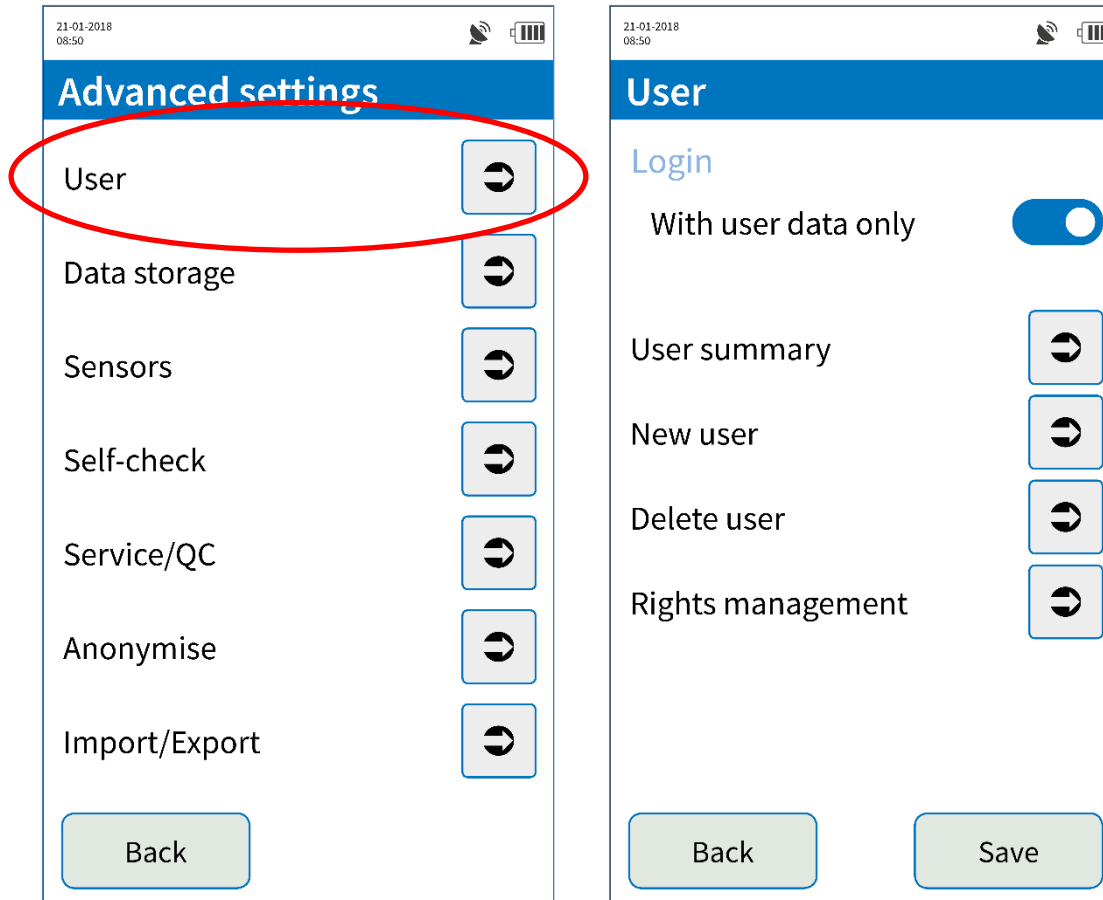 21-01-2018
08:50
Advanced settings
User
Data storage
Sensors
Self-check
Service/QC
Anonymise
Import/Export
Back
21-01-2018
08:50
User
Login
With user data only
User summary
New user
Delete user
Rights management
Back
Save